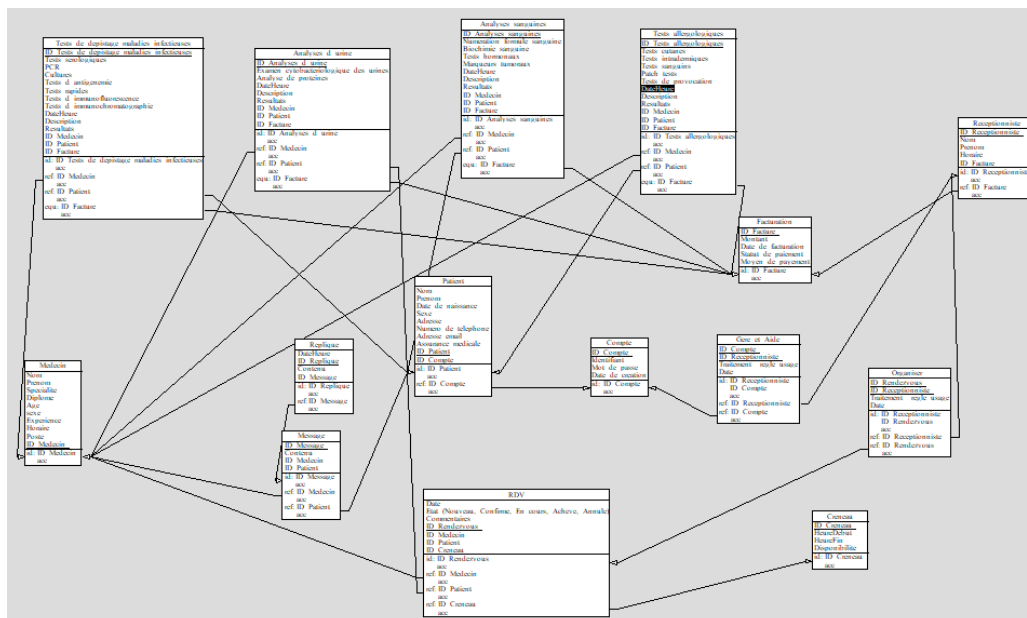 Tests de depistage maladies infectieuses
ID Tests de depistage maladies infectieuses
Tests serologiques
PCR
Cultures
Tests d antigenemie
Tests rapides
Tests d immunofluorescence
Tests d immunochromatographie
DateHeure
Description
Resultats
ID Medecin
ID Patient
ID Facture
id: ID Tests de depistage maladies infectieuses
acc
ref: ID Medecin
acc
ref: ID Patient
acc
equ: ID Facture
acc
Analyses d urine
ID Analyses d urine
Examen cytobacteriologique des urines
Analyse de proteines
DateHeure
Description
Resultats
ID Medecin
ID Patient
ID Facture
id: ID Analyses d urine
acc
ref: ID Medecin
acc
ref: ID Patient
acc
equ: ID Facture
acc
Analyses sanguines
ID Analyses sanguines
Numeration formule sanguine
Biochimie sanguine
Tests hormonaux
Marqueurs tumoraux
DateHeure
Description
Resultats
ID Medecin
ID Patient
ID Facture
id: ID Analyses sanguines
acc
ref: ID Medecin
acc
ref: ID Patient
acc
equ: ID Facture
acc
Tests allergologiques
ID Tests allergologiques
Tests cutanes
Tests intradermiques
Tests sanguins
Patch tests
Tests de provocation
DateHeure
Description
Resultats
ID Medecin
ID Patient
ID Facture
id: ID Tests allergologiques
acc
ref: ID Medecin
acc
ref: ID Patient
acc
equ: ID Facture
acc
Receptionniste
ID Receptionniste
Nom
Prenom
Horaire
ID Facture
id: ID Receptionniste
acc
ref: ID Facture
acc
Facturation
ID Facture
Montant
Date de facturation
Statut de paiement
Moyen de payement
id: ID Facture
acc
Patient
Nom
Prenom
Date de naissance
Sexe
Adresse
Numero de telephone
Adresse email
Assurance medicale
ID Patient
ID Compte
id: ID Patient
acc
ref: ID Compte
acc
Medecin
Nom
Prenom
Specialite
Diplome
Age
sexe
Experience
Horaire
Poste
ID Medecin
id: ID Medecin
acc
Replique
DateHeure
ID Replique
Contenu
ID Message
id: ID Replique
acc
ref: ID Message
acc
Compte
ID Compte
Identifiant
Mot de passe
Date de creation
id: ID Compte
acc
Gere et Aide
ID Compte
ID Receptionniste
Traitement regle usage
Date
id: ID Receptionniste
ID Compte
acc
ref: ID Receptionniste
acc
ref: ID Compte
acc
Organiser
ID Rendezvous
ID Receptionniste
Traitement regle usage
Date
id: ID Receptionniste
ID Rendezvous
acc
ref: ID Receptionniste
acc
ref: ID Rendezvous
acc
Message
ID Message
Contenu
ID Medecin
ID Patient
id: ID Message
acc
ref: ID Medecin
acc
ref: ID Patient
acc
RDV
Date
Etat (Nouveau, Confirme, En cours, Acheve, Annule)
Commentaires
ID Rendezvous
ID Medecin
ID Patient
ID Creneau
id: ID Rendezvous
acc
ref: ID Medecin
acc
ref: ID Patient
acc
ref: ID Creneau
acc
Creneau
ID Creneau
HeureDebut
HeureFin
Disponibilite
id: ID Creneau
acc